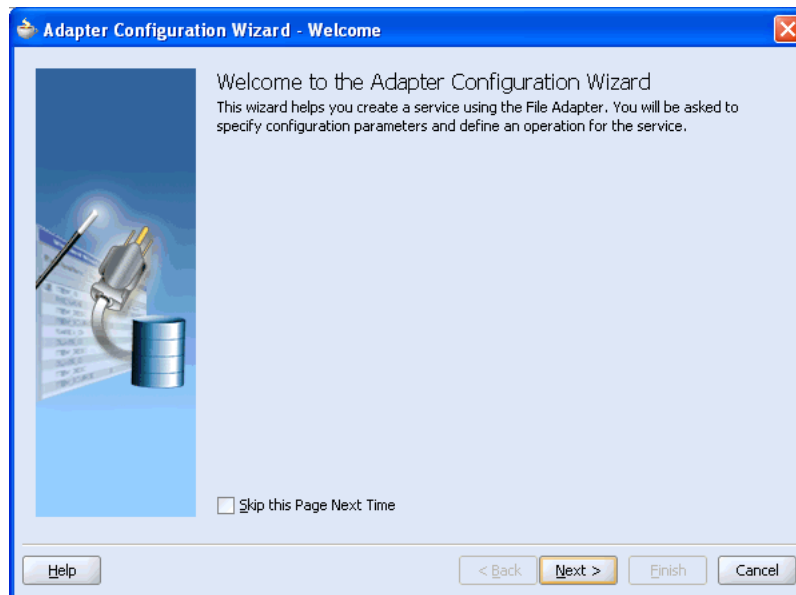 Adapter Configuration Wizard - Welcome
Welcome to the Adapter Configuration Wizard
This wizard helps you create a service using the File Adapter. You will be asked to
specify configuration parameters and define an operation for the service.
Skip this Page Next Time
Help
< Back
Next >
Finish
Cancel